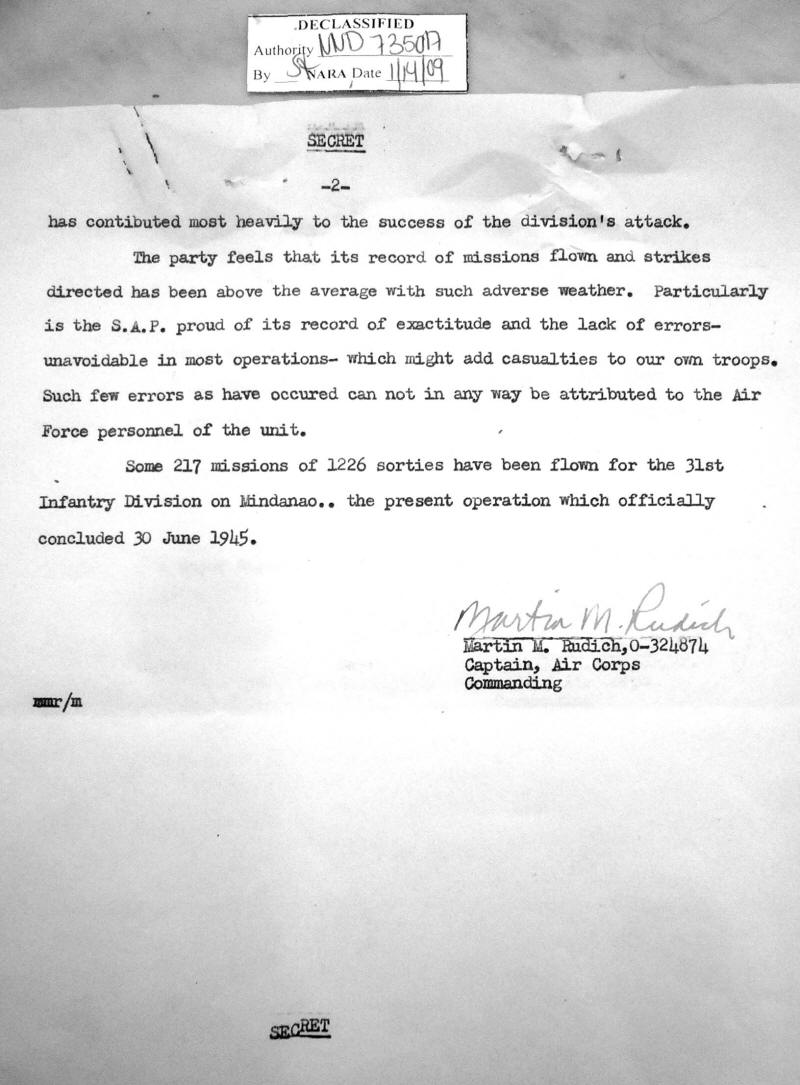 DECLASSIFIED
Authority NND 735017
By St NARA Date 1/14/09
SECRET
-2-
has contibuted most heavily to the success of the division's attack.
The party feels that its record of missions flown and strikes
directed has been above the average with such adverse weather. Particularly
is the S.A.P. proud of its record of exactitude and the lack of errors-
unavoidable in most operations- which might add casualties to our own troops.
Such few errors as have occured can not in any way be attributed to the Air
Force personnel of the unit.
Some 217 missions of 1226 sorties have been flown for the 31st
Infantry Division on Mindanao.. the present operation which officially
concluded 30 June 1945.
Martin M. Rudich
Martin M. Rudich,O-324874
Captain, Air Corps
Commanding
mmr/m
SECRET